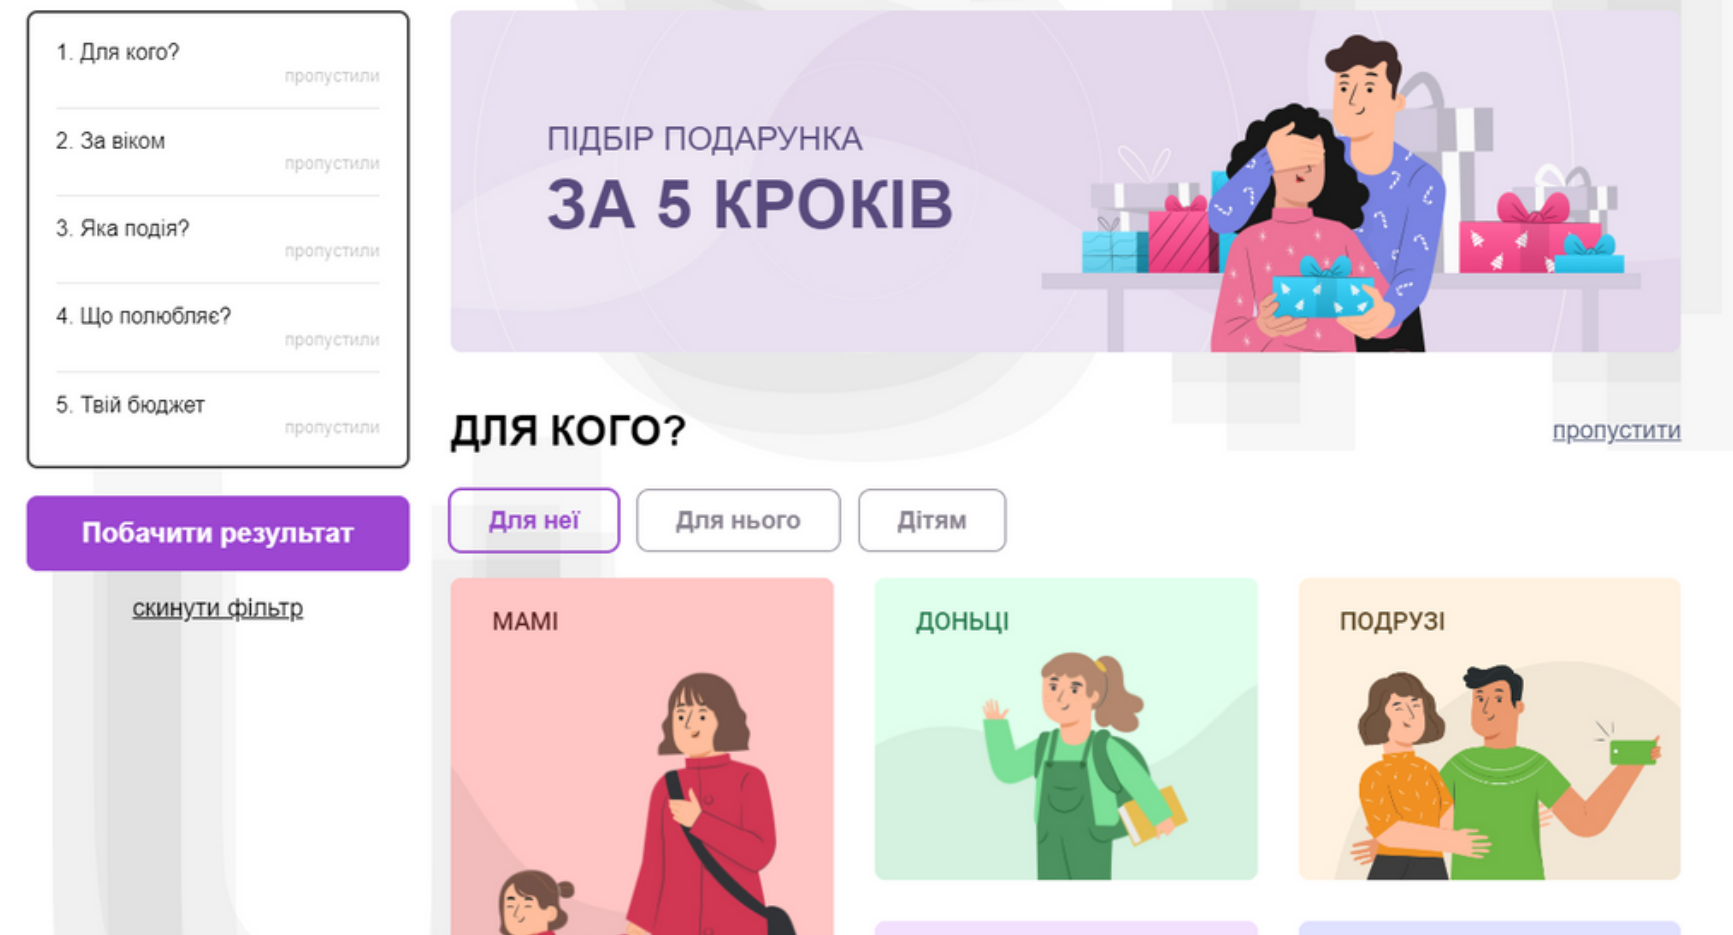 1. Для кого?
пропустили
2. За віком
пропустили
3. Яка подія?
пропустили
4. Що полюбляє?
пропустили
5. Твій бюджет
пропустили
Побачити результат
скинути фільтр
ПІДБІР ПОДАРУНКА
ЗА 5 КРОКІВ
ДЛЯ КОГО?
пропустити
Для неї
Для нього
Дітям
МАМІ
ДОНЬЦІ
ПОДРУЗІ